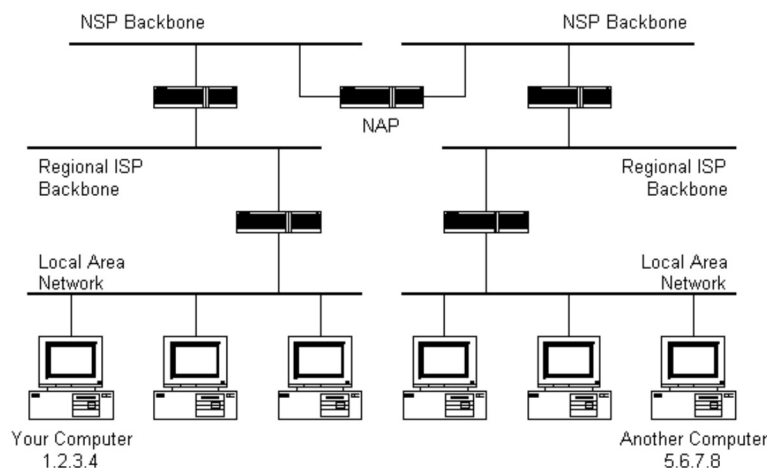 NSP Backbone
NSP Backbone
NAP
Regional ISP
Backbone
Regional ISP
Backbone
Local Area
Network
Local Area
Network
Your Computer
1.2.3.4
Another Computer
5.6.7.8